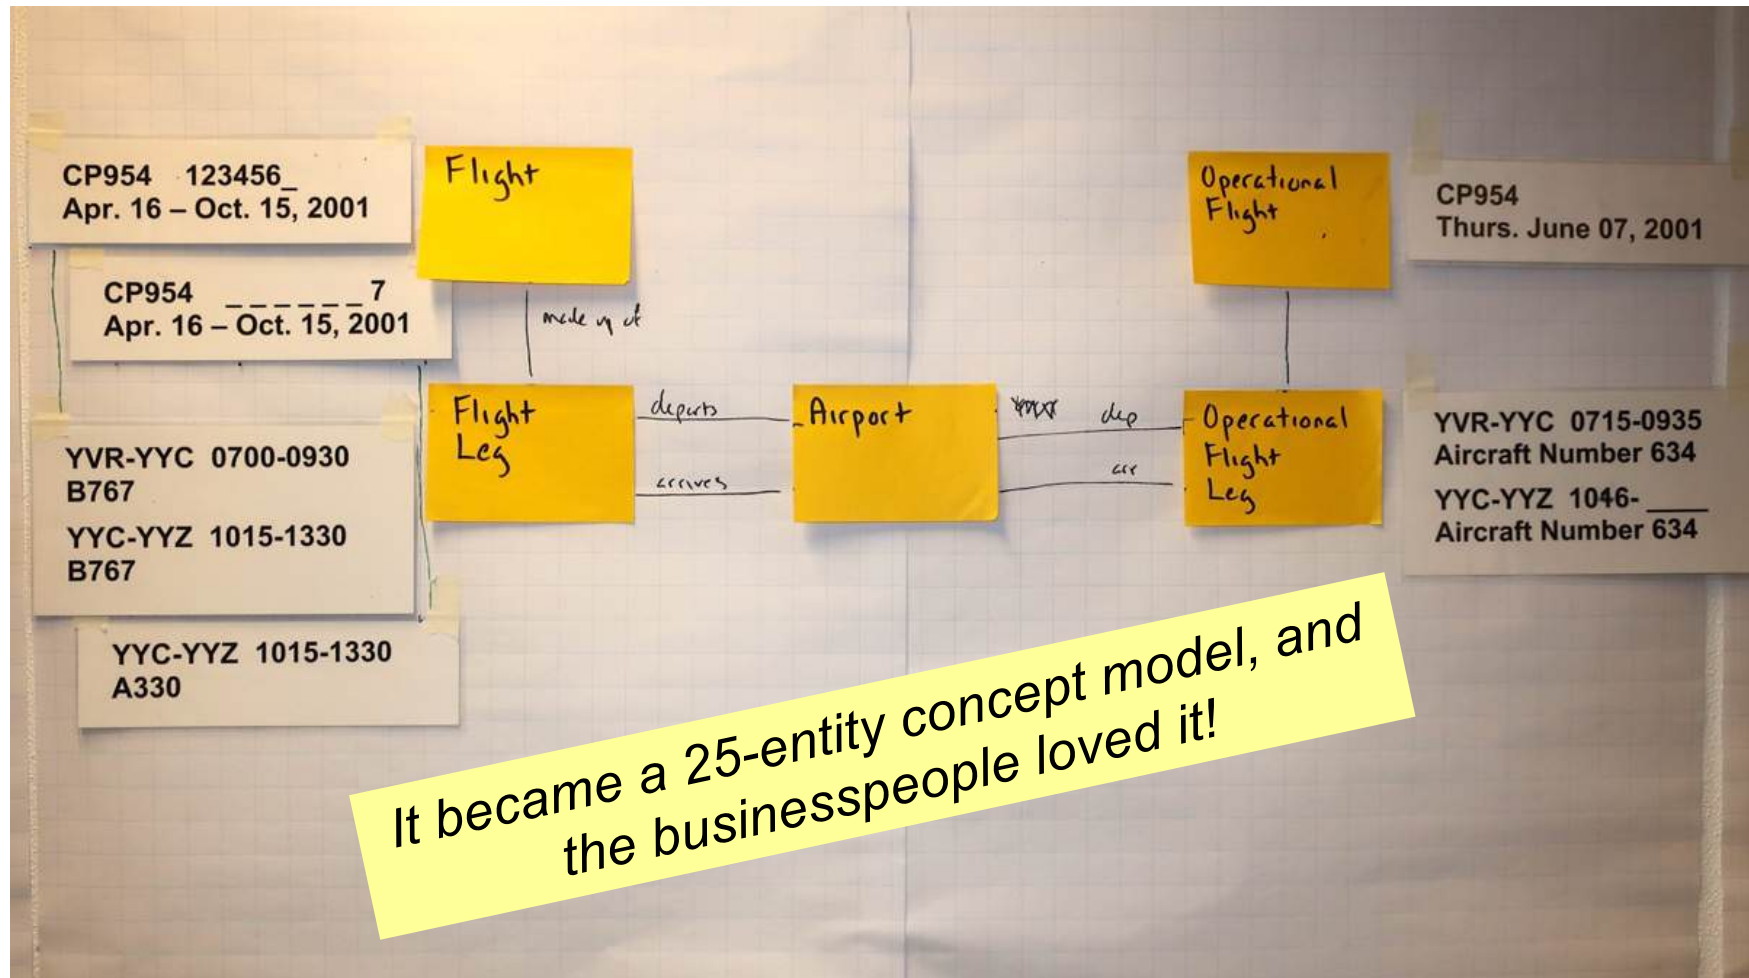 CP954 123456_
Apr. 16 – Oct. 15, 2001
CP954 _ _ _ _ _ _ 7
Apr. 16 – Oct. 15, 2001
Flight
made up of
Operational
Flight
CP954
Thurs. June 07, 2001
YVR-YYC 0700-0930
B767
YYC-YYZ 1015-1330
B767
YYC-YYZ 1015-1330
A330
Flight
Leg
departs
arrives
Airport
dep
arr
Operational
Flight
Leg
YVR-YYC 0715-0935
Aircraft Number 634
YYC-YYZ 1046-____
Aircraft Number 634
It became a 25-entity concept model, and
the businesspeople loved it!